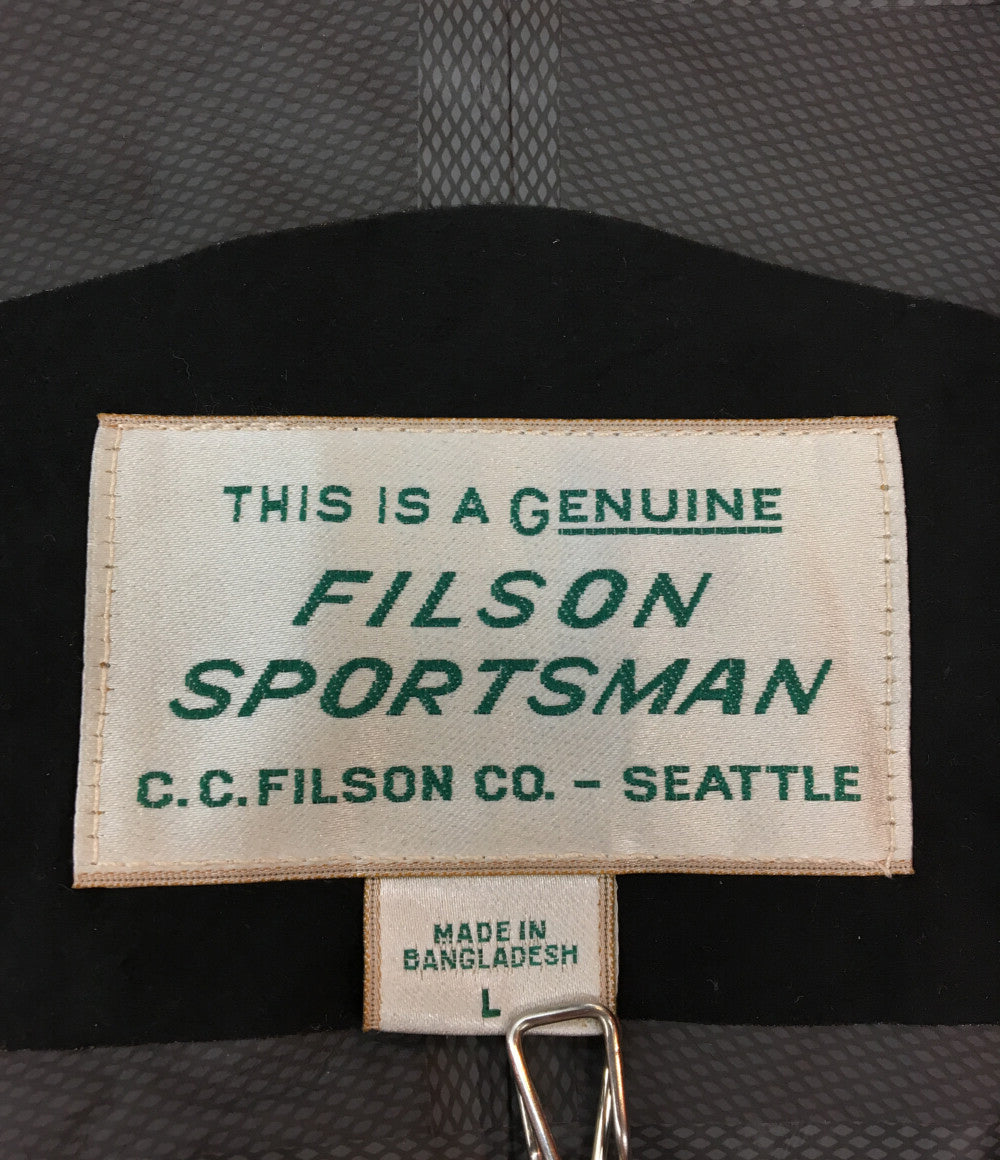 THIS IS A GENUINE
FILSON
SPORTSMAN
C.C. FILSON CO. – SEATTLE
MADE IN
BANGLADESH
L